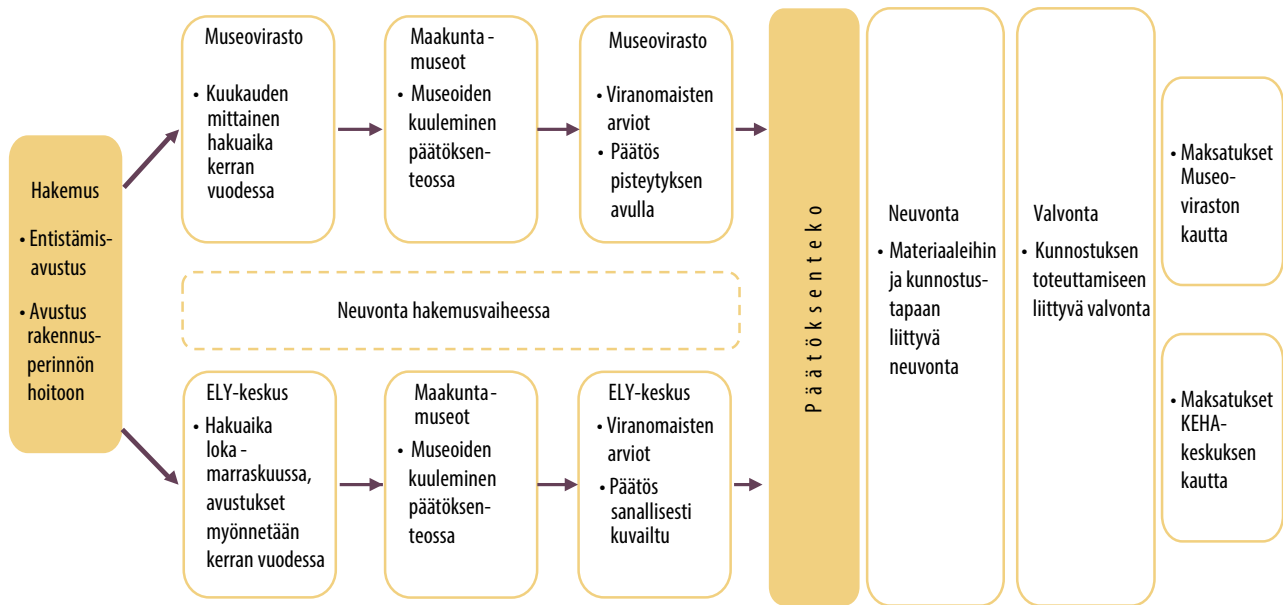 Hakemus
• Entistämis-
avustus
• Avustus
rakennus-
perinnön
hoitoon
Museovirasto
• Kuukauden
mittainen
hakuaika
kerran
vuodessa
Maakunta-
museot
• Museoiden
kuuleminen
päätöksen-
teossa
Museovirasto
• Viranomaisten
arviot
• Päätös
pisteytyksen
avulla
Neuvonta hakemusvaiheessa
ELY-keskus
• Hakuaika
loka-
marraskuussa,
avustukset
myönnetään
kerran vuodessa
Maakunta-
museot
• Museoiden
kuuleminen
päätöksen-
teossa
ELY-keskus
• Viranomaisten
arviot
• Päätös
sanallisesti
kuvailtu
Päätöksenteko
Neuvonta
• Materiaaleihin
ja kunnostus-
tapaan
liittyvä
neuvonta
Valvonta
• Kunnostuksen
toteuttamiseen
liittyvä valvonta
• Maksatukset
Museo-
viraston
kautta
• Maksatukset
KEHA-
keskuksen
kautta